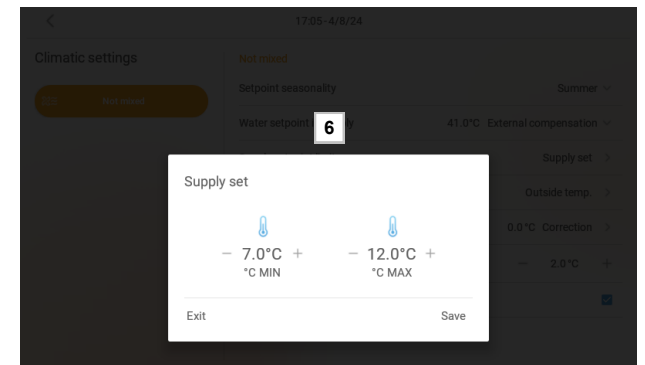 17:05-4/8/24
Climatic settings
Not mixed
Not mixed
Setpoint seasonality Summer
Water setpoint 41.0°C External compensation
6
Supply set
Outside temp.
0.0°C Correction
2.0°C
Supply set
- 7.0°C + - 12.0°C +
°C MIN °C MAX
Exit Save